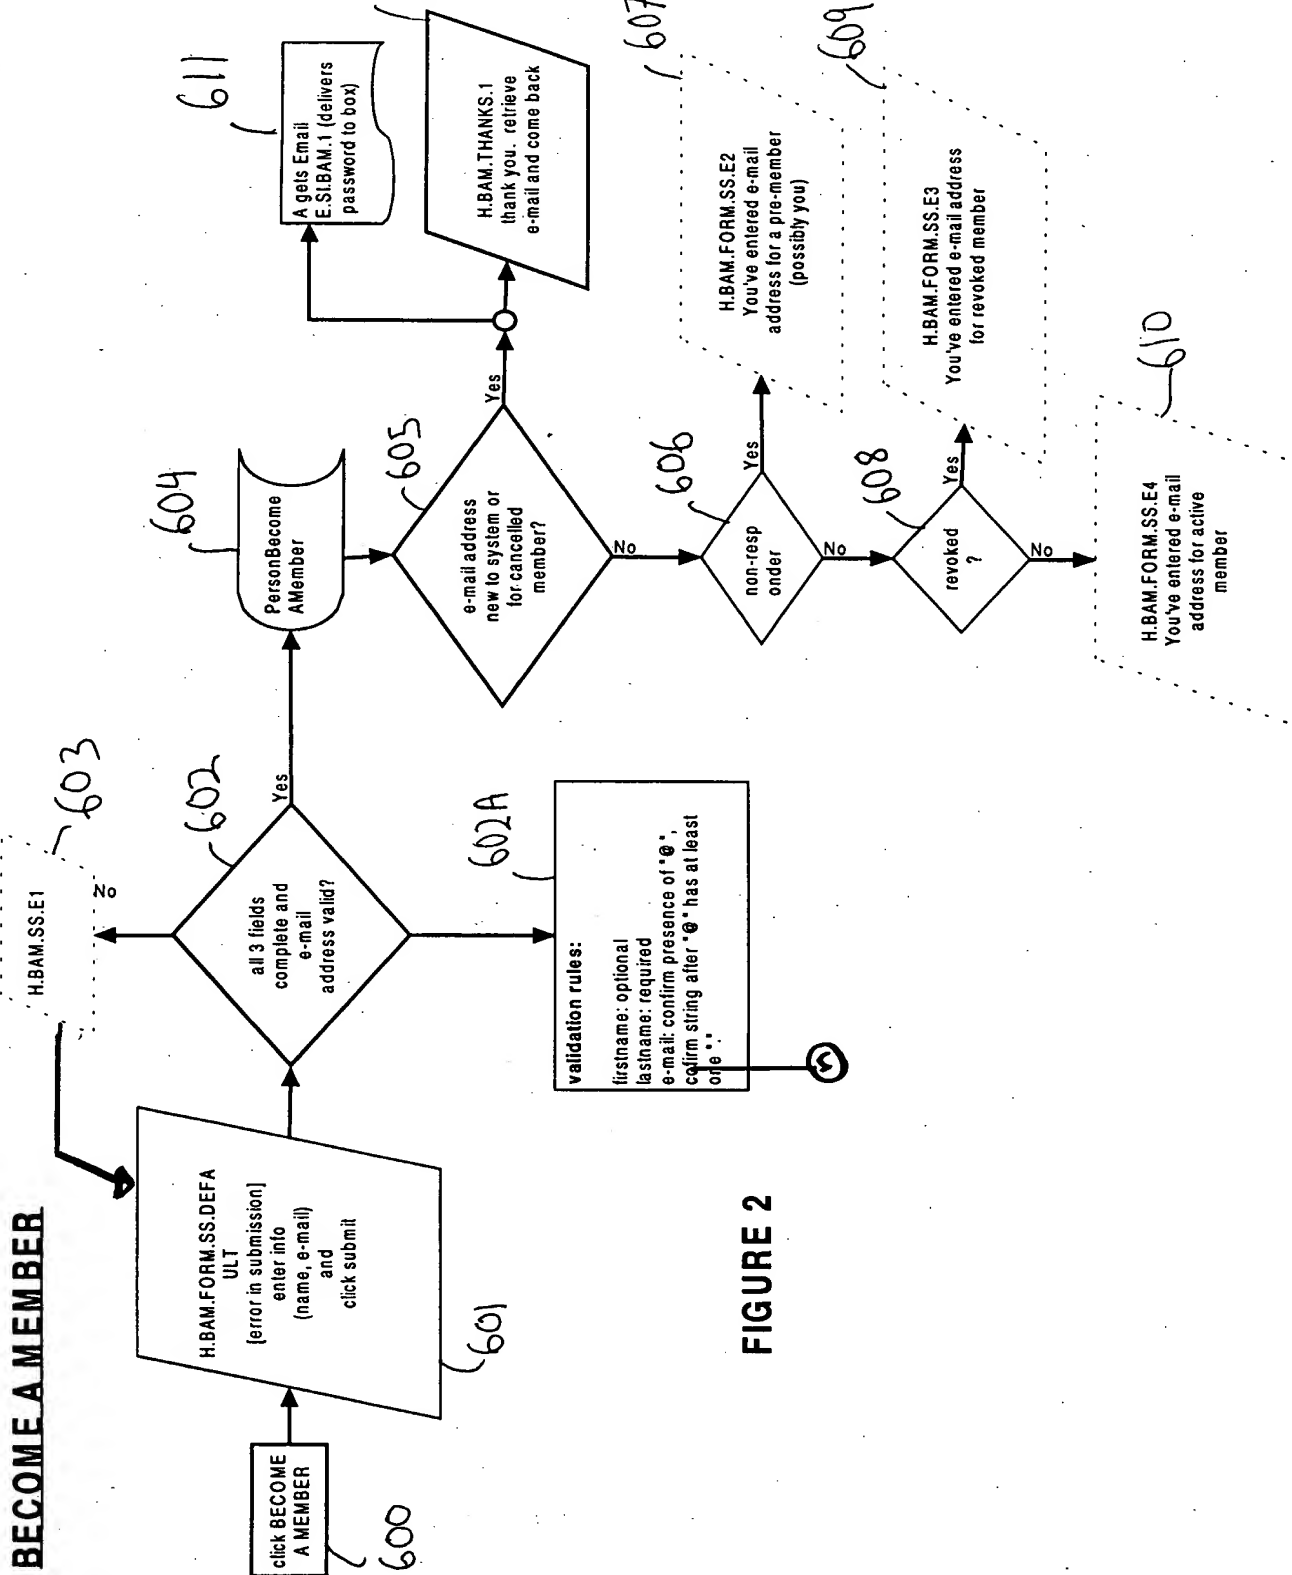 BECOME A MEMBER
click BECOME
A MEMBER
600
H.BAM.FORM.SS.DEFA
ULT
[error in submission]
enter into
(name, e-mail)
and
click submit
601
H.BAM.SS.E1
603
No
all 3 fields
complete and
e-mail
address valid?
602
Yes
validation rules:
firstname: optional
lastname: required
e-mail: confirm presence of "@",
cofirm string after "@" has at least
one "."
602A
PersonBecome
AMember
604
e-mail address
new to system or
for cancelled
member?
605
Yes
No
A gets Email
E.SI.BAM.1 (delivers
password to box)
611
H.BAM.THANKS.1
thank you. retrieve
e-mail and come back
non-resp
onder
606
Yes
No
H.BAM.FORM.SS.E2
You've entered e-mail
address for a pre-member
(possibly you)
607
revoked
?
608
Yes
No
H.BAM.FORM.SS.E3
You've entered e-mail address
for revoked member
609
H.BAM.FORM.SS.E4
You've entered e-mail
address for active
member
610
FIGURE 2